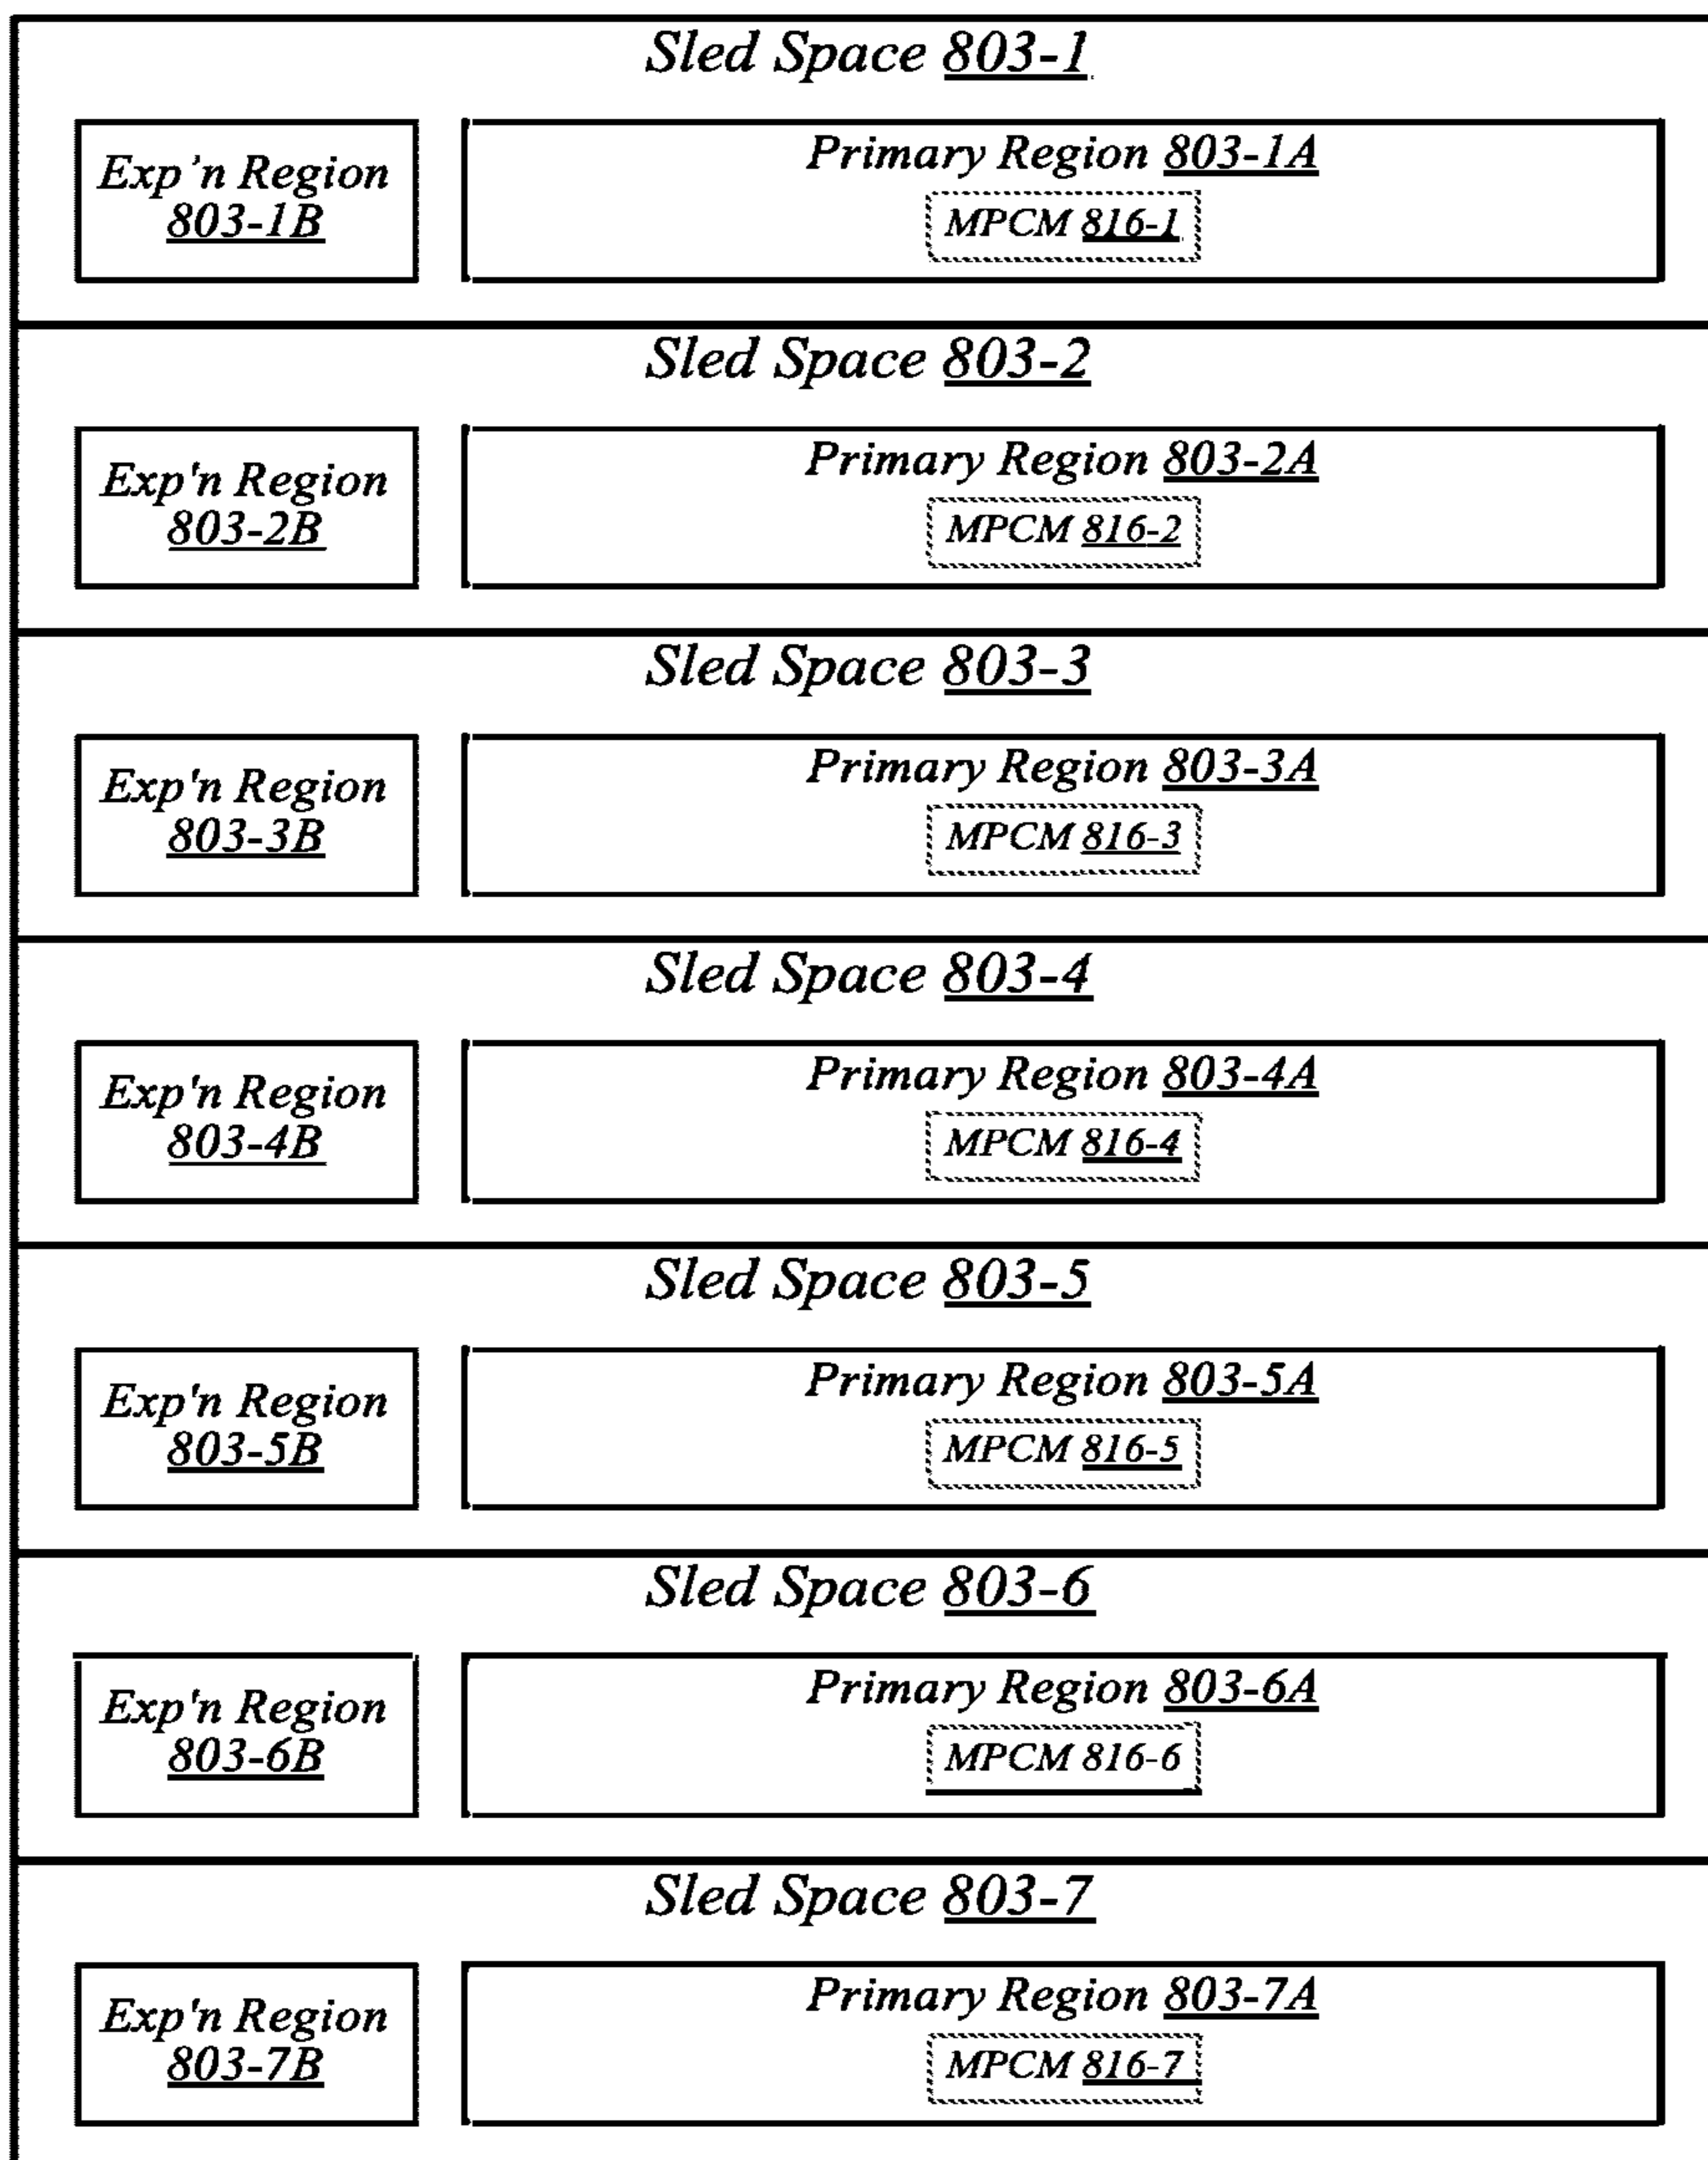 Sled Space 803-1
Exp’n Region
803-1B
Primary Region 803-1A
MPCM 816-1
Sled Space 803-2
Exp'n Region
803-2B
Primary Region 803-2A
MPCM 816-2
Sled Space 803-3
Exp'n Region
803-3B
Primary Region 803-3A
MPCM 816-3
Sled Space 803-4
Exp'n Region
803-4B
Primary Region 803-4A
MPCM 816-4
Sled Space 803-5
Exp'n Region
803-5B
Primary Region 803-5A
MPCM 816-5
Sled Space 803-6
Exp'n Region
803-6B
Primary Region 803-6A
MPCM 816-6
Sled Space 803-7
Exp'n Region
803-7B
Primary Region 803-7A
MPCM 816-7